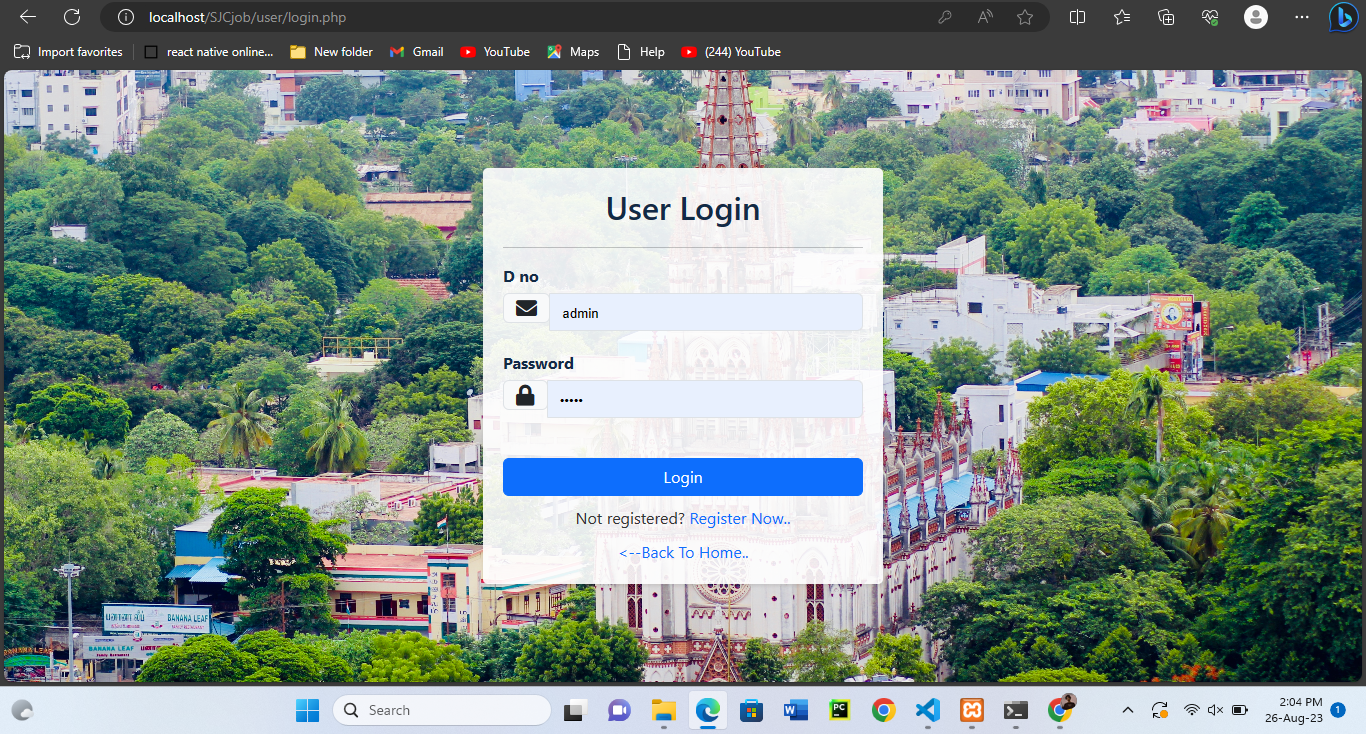 localhost/SJCjob/user/login.php
Import favorites
react native online...
New folder
Gmail
YouTube
Maps
Help
(244) YouTube
User Login
D no
admin
Password
•••••
Login
Not registered? Register Now..
<--Back To Home..
BANANA LEAF
BANANA LEAF
Search
PC
2:04 PM
26-Aug-23
1